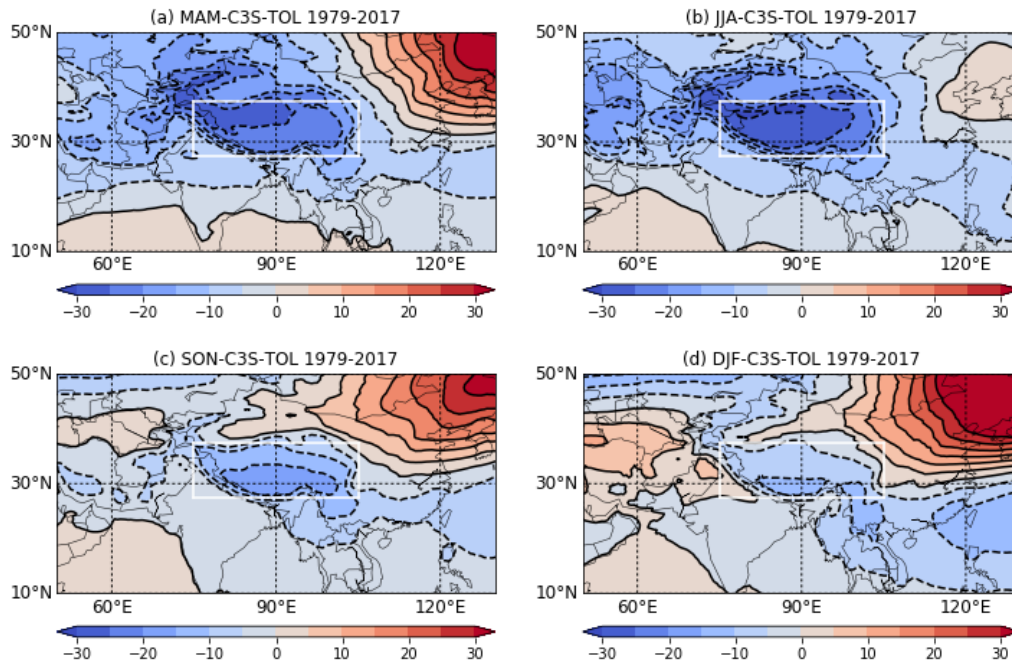 (a) MAM-C3S-TOL 1979-2017
50°N
30°N
10°N
60°E 90°E 120°E
−30 −20 −10 0 10 20 30
(b) JJA-C3S-TOL 1979-2017
50°N
30°N
10°N
60°E 90°E 120°E
−30 −20 −10 0 10 20 30
(c) SON-C3S-TOL 1979-2017
50°N
30°N
10°N
60°E 90°E 120°E
−30 −20 −10 0 10 20 30
(d) DJF-C3S-TOL 1979-2017
50°N
30°N
10°N
60°E 90°E 120°E
−30 −20 −10 0 10 20 30